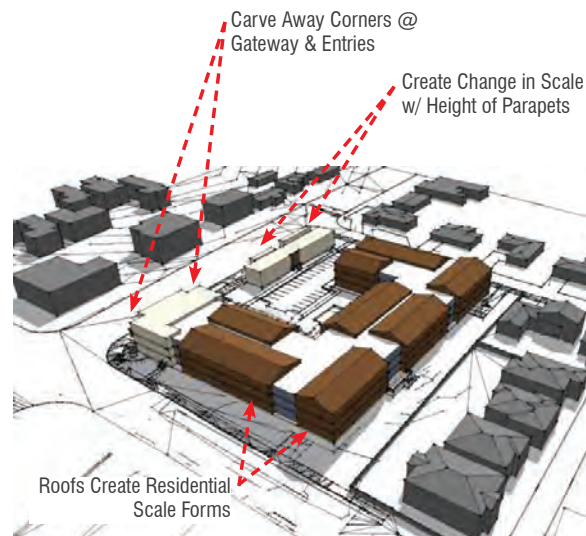 Carve Away Corners @
Gateway & Entries
Create Change in Scale
w/ Height of Parapets
Roofs Create Residential
Scale Forms